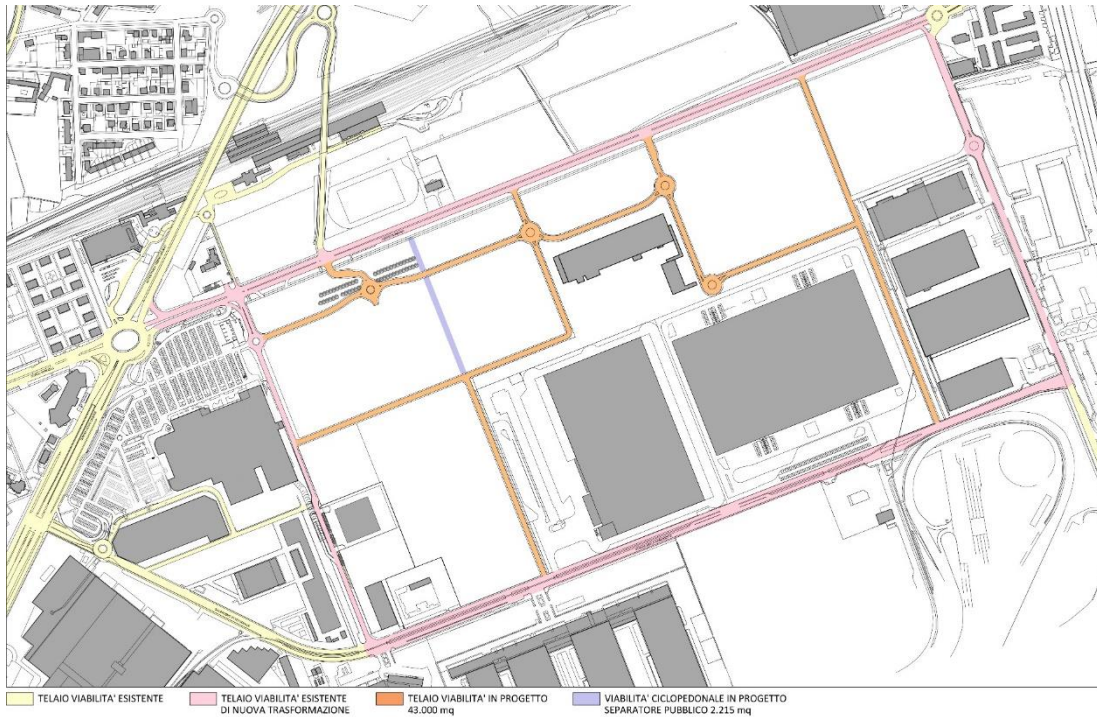 TELAIO VIABILITA' ESISTENTE
TELAIO VIABILITA' ESISTENTE
DI NUOVA TRASFORMAZIONE
TELAIO VIABILITA' IN PROGETTO
43.000 mq
VIABILITA' CICLOPEDONALE IN PROGETTO
SEPARATORE PUBBLICO 2.215 mq